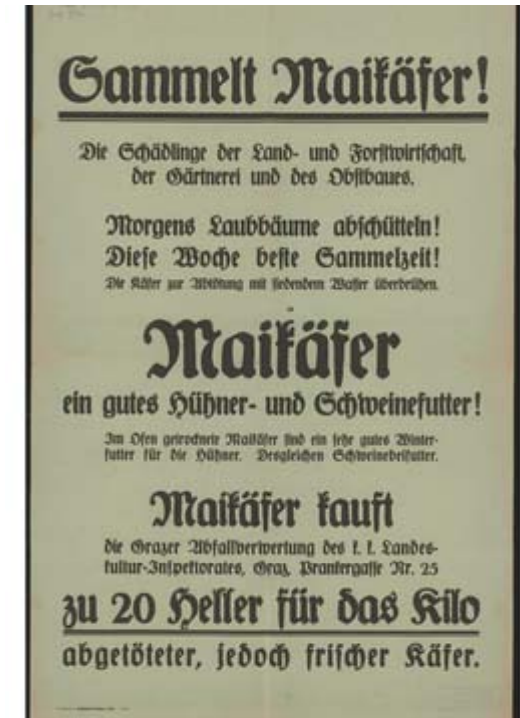 Sammelt Maikäfer!
Die Schädlinge der Land- und Forstwirtschaft,
der Gärtnerei und des Obstbaues.
Morgens Laubbäume abschütteln!
Diese Woche beste Sammelzeit!
Die Käfer zur Abtötung mit siedendem Wasser überbrühen.
Maikäfer
ein gutes Hühner- und Schweinefutter!
Im Ofen getrocknete Maikäfer sind ein sehr gutes Winter-
futter für die Hühner. Desgleichen Schweinebeifutter.
Maikäfer kauft
die Grazer Abfallverwertung des k. k. Landes-
kultur-Inspektorates, Graz, Prankergasse Nr. 25
zu 20 Heller für das Kilo
abgetöteter, jedoch frischer Käfer.